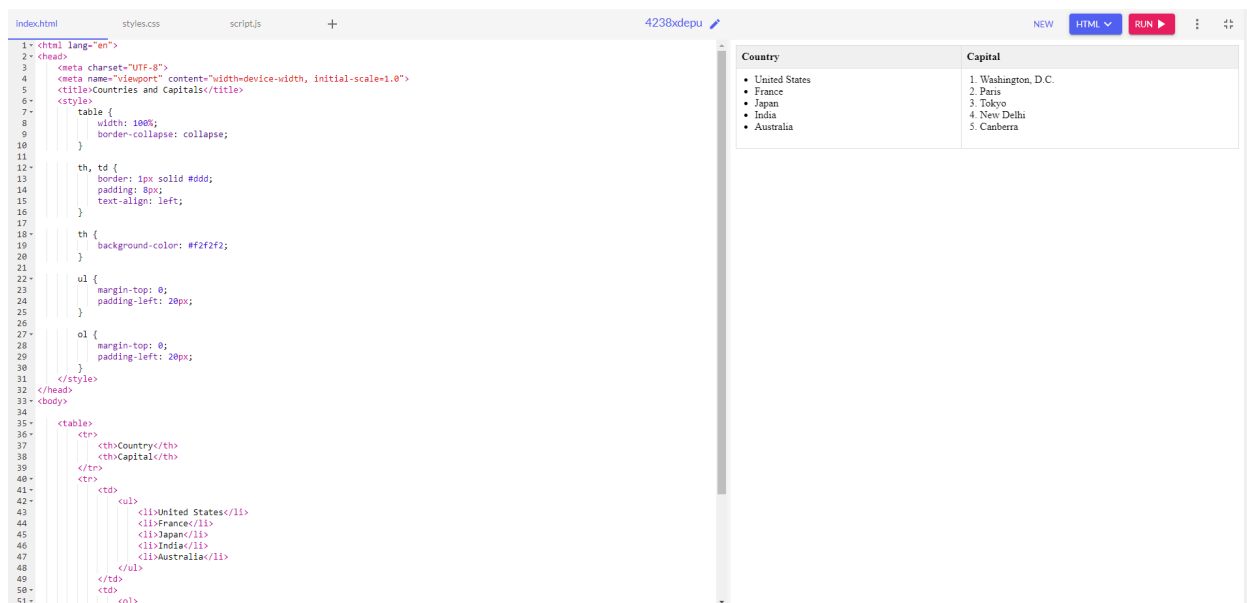 index.html styles.css script.js + 4238xdepu NEW HTML RUN
1 <html lang="en">
2 <head>
3 <meta charset="UTF-8">
4 <meta name="viewport" content="width=device-width, initial-scale=1.0">
5 <title>Countries and Capitals</title>
6 <style>
7 table {
8 width: 100%;
9 border-collapse: collapse;
10 }
11
12 th, td {
13 border: 1px solid #ddd;
14 padding: 8px;
15 text-align: left;
16 }
17
18 th {
19 background-color: #f2f2f2;
20 }
21
22 ul {
23 margin-top: 0;
24 padding-left: 20px;
25 }
26
27 ol {
28 margin-top: 0;
29 padding-left: 20px;
30 }
31 </style>
32 </head>
33 <body>
34
35 <table>
36 <tr>
37 <th>Country</th>
38 <th>Capital</th>
39 </tr>
40 <tr>
41 <td>
42 <ul>
43 <li>United States</li>
44 <li>France</li>
45 <li>Japan</li>
46 <li>India</li>
47 <li>Australia</li>
48 </ul>
49 </td>
50 <td>
51 <ol>
Country Capital
• United States 1. Washington, D.C.
• France 2. Paris
• Japan 3. Tokyo
• India 4. New Delhi
• Australia 5. Canberra